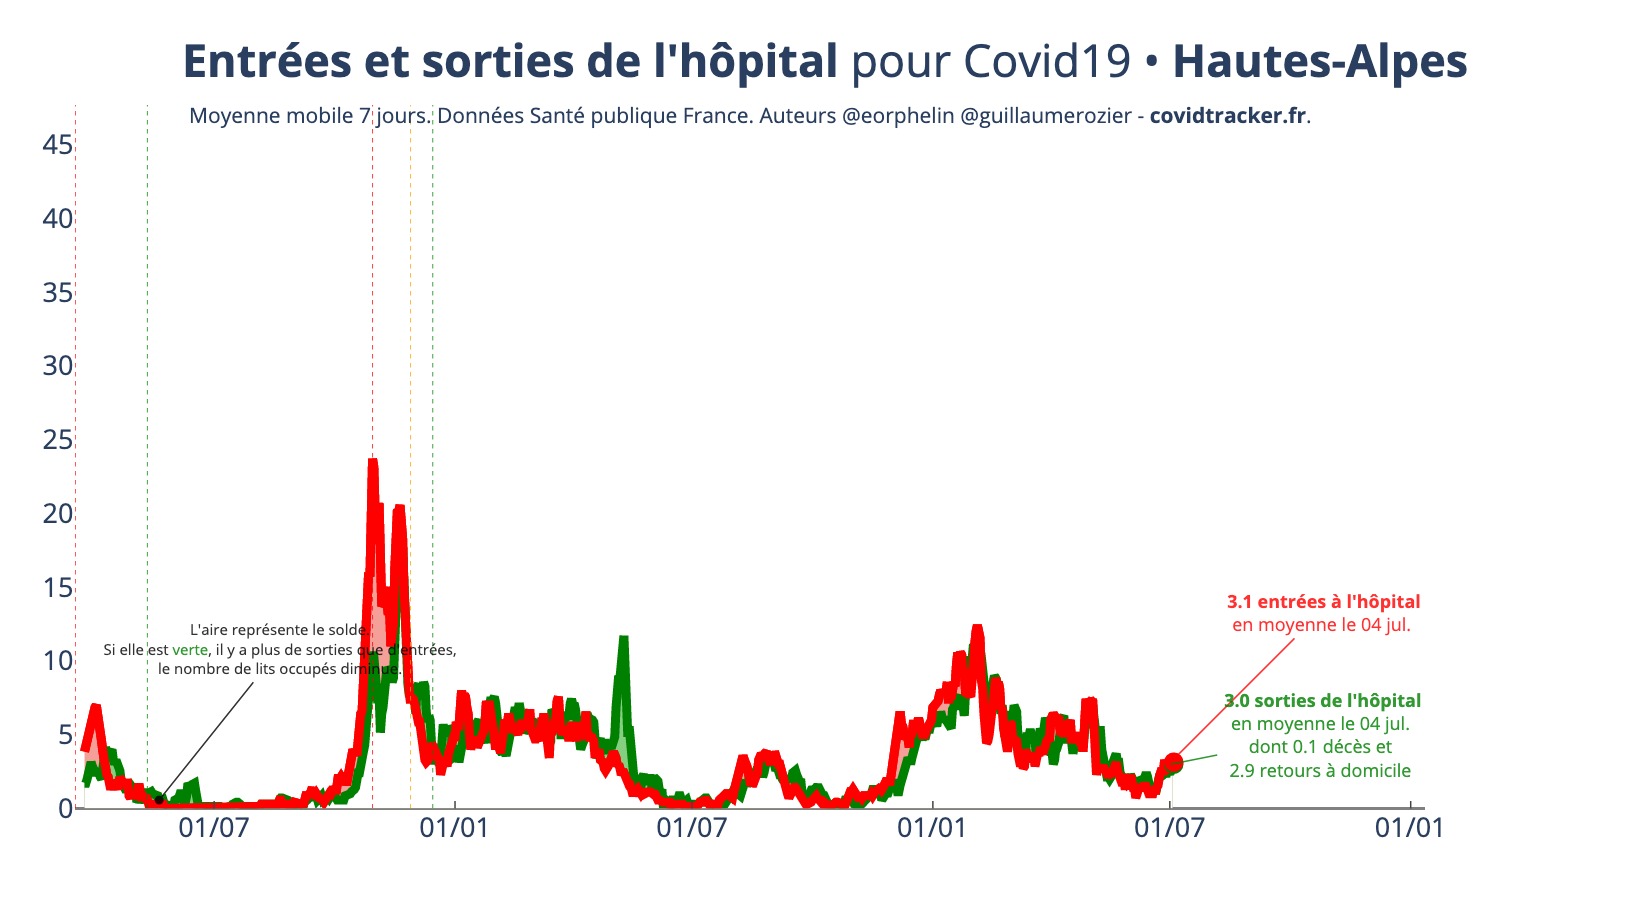 Entrées et sorties de l'hôpital pour Covid19 • Hautes-Alpes
Moyenne mobile 7 jours. Données Santé publique France. Auteurs @eorphelin @guillaumerozier - covidtracker.fr.
45
40
35
30
25
20
15
10
5
0
L'aire représente le solde.
Si elle est verte, il y a plus de sorties que d'entrées,
le nombre de lits occupés diminue.
3.1 entrées à l'hôpital
en moyenne le 04 jul.
3.0 sorties de l'hôpital
en moyenne le 04 jul.
dont 0.1 décès et
2.9 retours à domicile
01/07 01/01 01/07 01/01 01/07 01/01